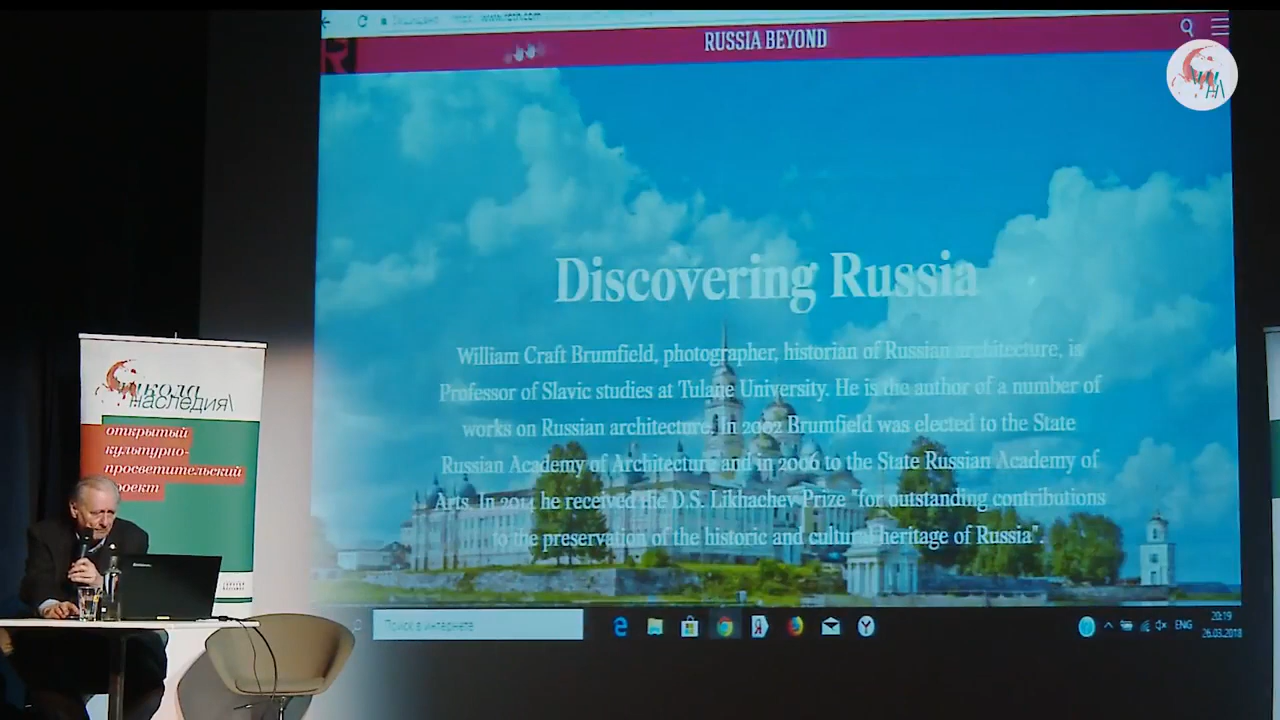 RUSSIA BEYOND
Discovering Russia
William Craft Brumfield, photographer, historian of Russian architecture, is
Professor of Slavic studies at Tulane University. He is the author of a number of
works on Russian architecture. In 2002 Brumfield was elected to the State
Russian Academy of Architecture and in 2006 to the State Russian Academy of
Arts. In 2014 he received the D.S. Likhachev Prize "for outstanding contributions
to the preservation of the historic and cultural heritage of Russia".
школа
наследия\
открытый
культурно-
просветительский
проект
Поиск в интернете
ENG
20:19
26.03.2018